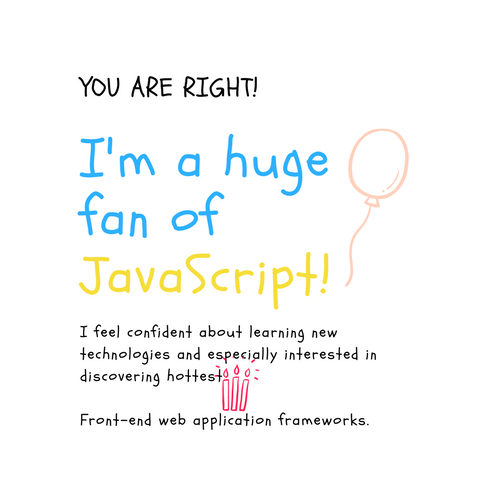 YOU ARE RIGHT!
I'm a huge
fan of
JavaScript!
I feel confident about learning new
technologies and especially interested in
discovering hottest
Front-end web application frameworks.